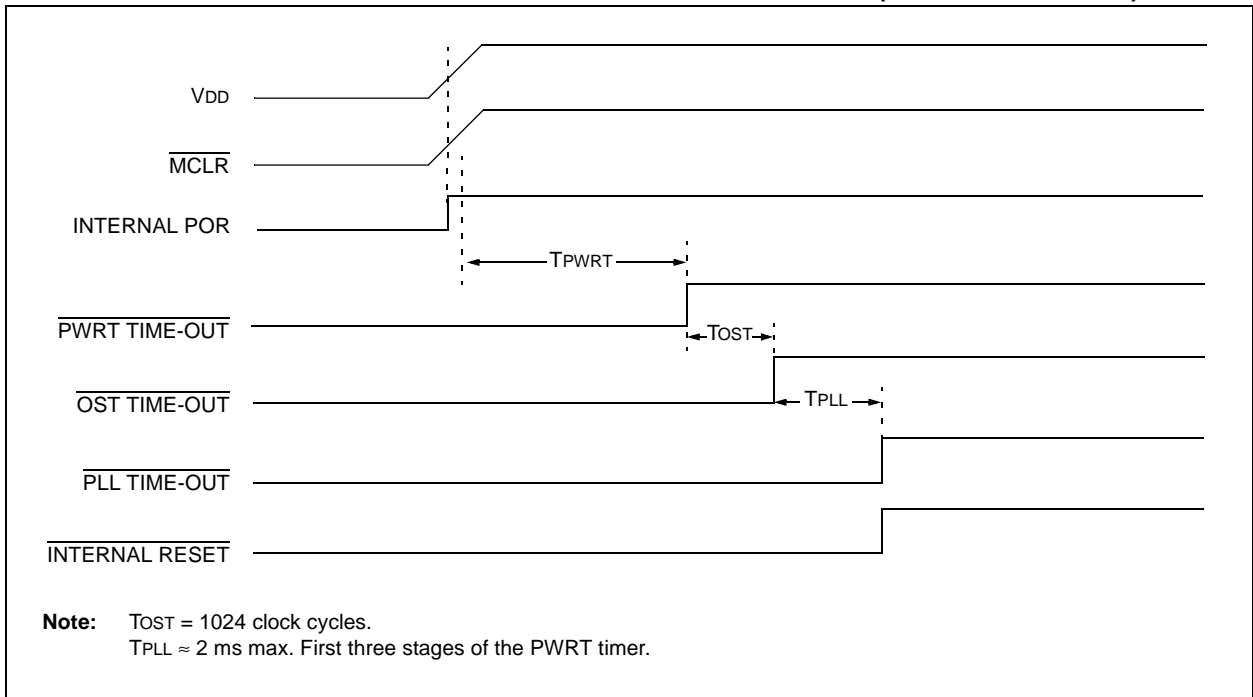 VDD
MCLR
INTERNAL POR
TPWRT
PWRT TIME-OUT
TOST
OST TIME-OUT
TPLL
PLL TIME-OUT
INTERNAL RESET
Note: TOST = 1024 clock cycles.
TPLL ≈ 2 ms max. First three stages of the PWRT timer.